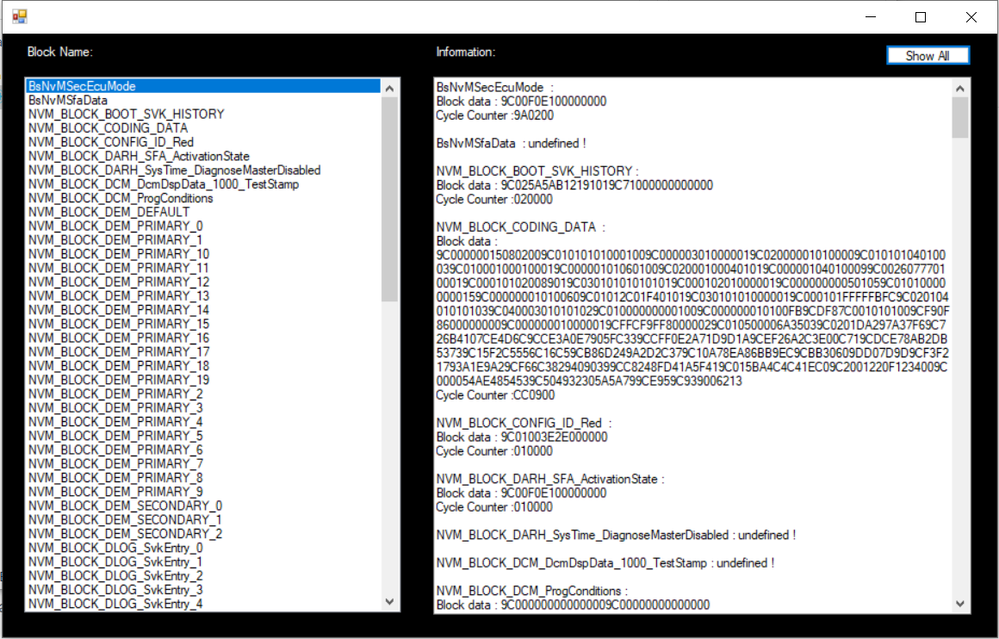 Block Name:
BsNvMSecEcuMode
BsNvMSfaData
NVM_BLOCK_BOOT_SVK_HISTORY
NVM_BLOCK_CODING_DATA
NVM_BLOCK_CONFIG_ID_Red
NVM_BLOCK_DARH_SFA_ActivationState
NVM_BLOCK_DARH_SysTime_DiagnoseMasterDisabled
NVM_BLOCK_DCM_DcmDspData_1000_TestStamp
NVM_BLOCK_DCM_ProgConditions
NVM_BLOCK_DEM_DEFAULT
NVM_BLOCK_DEM_PRIMARY_0
NVM_BLOCK_DEM_PRIMARY_1
NVM_BLOCK_DEM_PRIMARY_10
NVM_BLOCK_DEM_PRIMARY_11
NVM_BLOCK_DEM_PRIMARY_12
NVM_BLOCK_DEM_PRIMARY_13
NVM_BLOCK_DEM_PRIMARY_14
NVM_BLOCK_DEM_PRIMARY_15
NVM_BLOCK_DEM_PRIMARY_16
NVM_BLOCK_DEM_PRIMARY_17
NVM_BLOCK_DEM_PRIMARY_18
NVM_BLOCK_DEM_PRIMARY_19
NVM_BLOCK_DEM_PRIMARY_2
NVM_BLOCK_DEM_PRIMARY_3
NVM_BLOCK_DEM_PRIMARY_4
NVM_BLOCK_DEM_PRIMARY_5
NVM_BLOCK_DEM_PRIMARY_6
NVM_BLOCK_DEM_PRIMARY_7
NVM_BLOCK_DEM_PRIMARY_8
NVM_BLOCK_DEM_PRIMARY_9
NVM_BLOCK_DEM_SECONDARY_0
NVM_BLOCK_DEM_SECONDARY_1
NVM_BLOCK_DEM_SECONDARY_2
NVM_BLOCK_DLOG_SvkEntry_0
NVM_BLOCK_DLOG_SvkEntry_1
NVM_BLOCK_DLOG_SvkEntry_2
NVM_BLOCK_DLOG_SvkEntry_3
NVM_BLOCK_DLOG_SvkEntry_4
Information:
Show All
BsNvMSecEcuMode :
Block data : 9C00F0E100000000
Cycle Counter :9A0200
BsNvMSfaData : undefined !
NVM_BLOCK_BOOT_SVK_HISTORY :
Block data : 9C025A5AB12191019C71000000000000
Cycle Counter :020000
NVM_BLOCK_CODING_DATA :
Block data :
9C000000150802009C010101010001009C000003010000019C020000010100009C010101040100
039C010001000100019C000001010601009C020001000401019C000001040100099C0026077701
00019C000101020089019C030101010101019C000102010000019C000000000501059C01010000
0000159C000000010100609C01012C01F401019C030101010000019C000101FFFFFBFC9C020104
010101039C040003010101029C010000000001009C000000010100FB9CDF87C0010101009CF90F
86000000009C000000010000019CFFCF9FF80000029C010500006A35039C0201DA297A37F69C7
26B4107CE4D6C9CCE3A0E7905FC339CCFF0E2A71D9D1A9CEF26A2C3E00C719CDCE78AB2DB
53739C15F2C5556C16C59CB86D249A2D2C379C10A78EA86BB9EC9CBB30609DD07D9D9CF3F2
1793A1E9A29CF66C38294090399CC8248FD41A5F419C015BA4C4C41EC09C2001220F1234009C
000054AE4854539C504932305A5A799CE959C939006213
Cycle Counter :CC0900
NVM_BLOCK_CONFIG_ID_Red :
Block data : 9C01003E2E000000
Cycle Counter :010000
NVM_BLOCK_DARH_SFA_ActivationState :
Block data : 9C00F0E100000000
Cycle Counter :010000
NVM_BLOCK_DARH_SysTime_DiagnoseMasterDisabled : undefined !
NVM_BLOCK_DCM_DcmDspData_1000_TestStamp : undefined !
NVM_BLOCK_DCM_ProgConditions :
Block data : 9C000000000000009C00000000000000